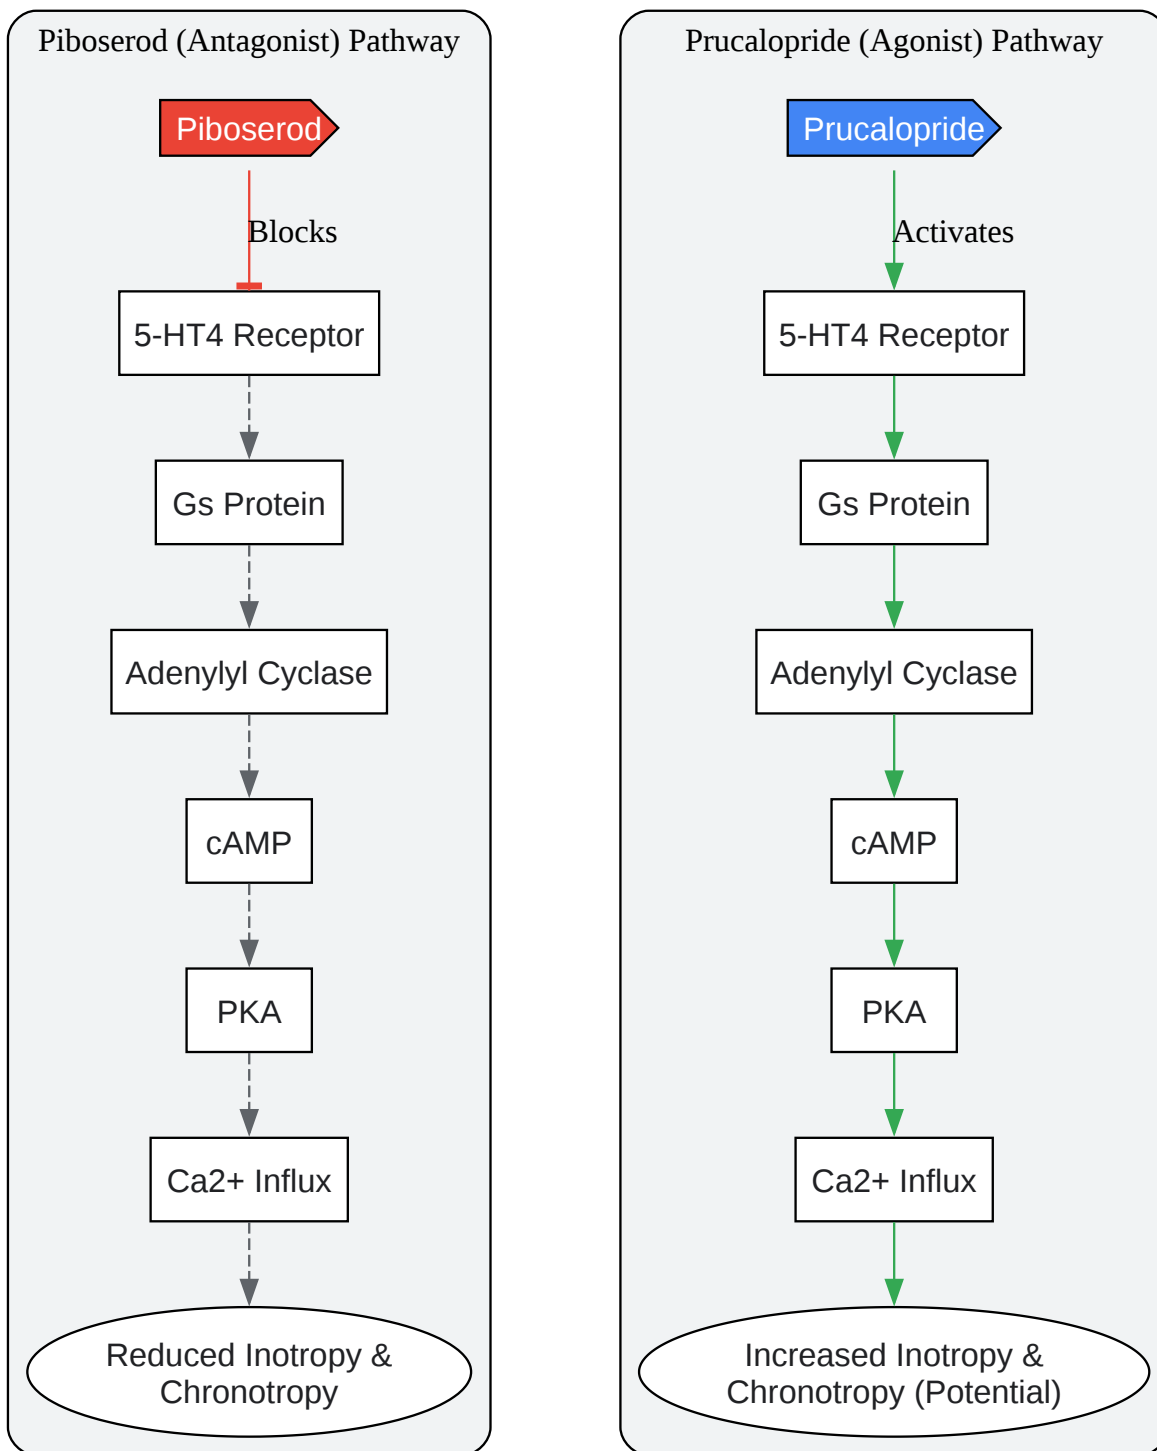 Piboserod (Antagonist) Pathway
Piboserod
Blocks
5-HT4 Receptor
Gs Protein
Adenylyl Cyclase
cAMP
PKA
Ca2+ Influx
Reduced Inotropy &
Chronotropy
Prucalopride (Agonist) Pathway
Prucalopride
Activates
5-HT4 Receptor
Gs Protein
Adenylyl Cyclase
cAMP
PKA
Ca2+ Influx
Increased Inotropy &
Chronotropy (Potential)